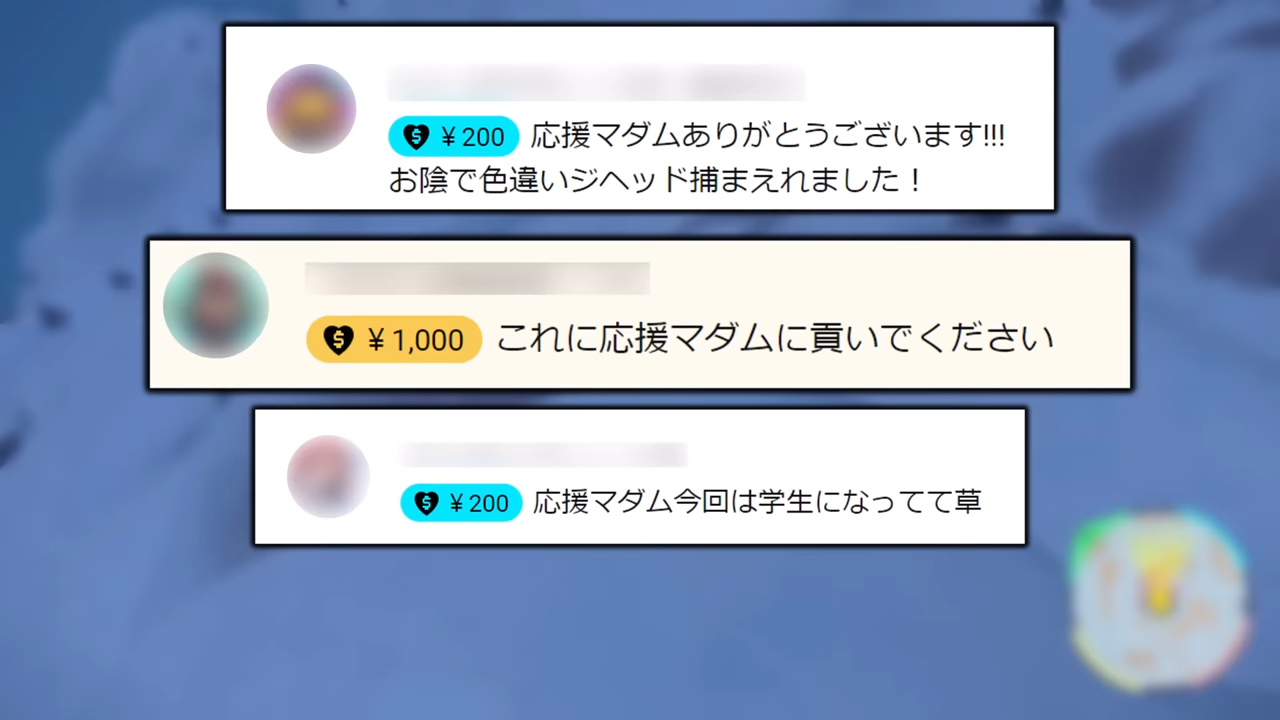 ¥200 応援マダムありがとうございます!!!
お陰で色違いジヘッド捕まえれました！
¥1,000 これに応援マダムに貢いでください
¥200 応援マダム今回は学生になってて草